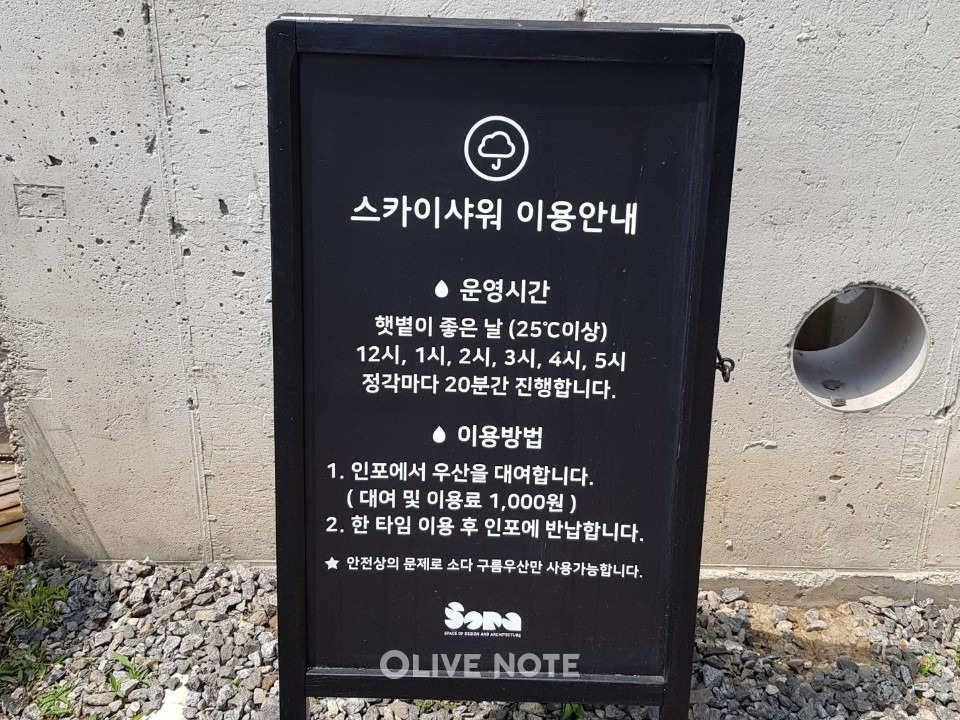 스카이샤워 이용안내
운영시간
햇볕이 좋은 날 (25℃이상)
12시, 1시, 2시, 3시, 4시, 5시
정각마다 20분간 진행합니다.
이용방법
1. 인포에서 우산을 대여합니다.
( 대여 및 이용료 1,000원 )
2. 한 타임 이용 후 인포에 반납합니다.
★ 안전상의 문제로 소다 구름우산만 사용가능합니다.
SoDA
SPACE OF DESIGN AND ARCHITECTURE
OLIVE NOTE